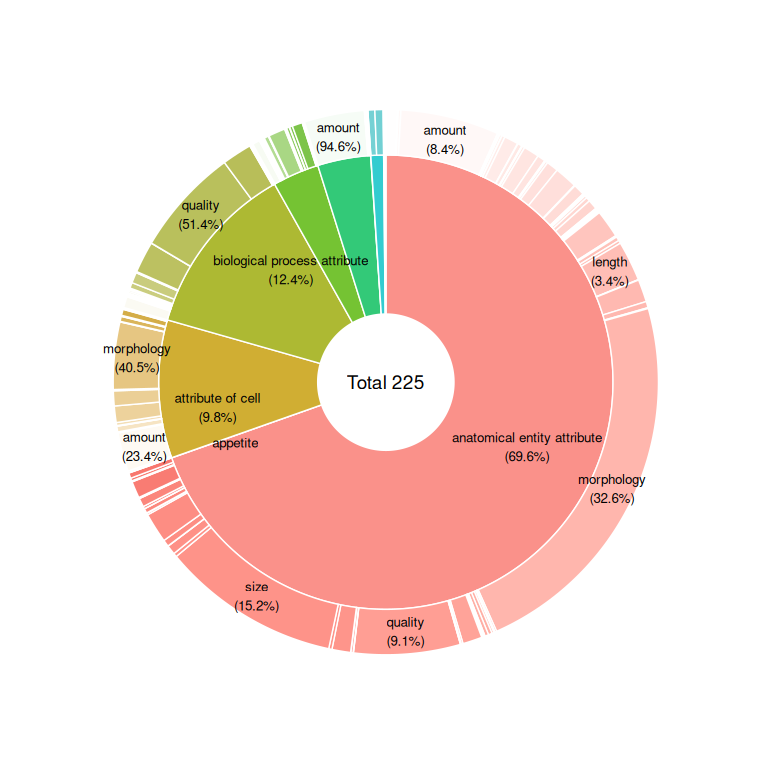 amount
(94.6%)
amount
(8.4%)
quality
(51.4%)
biological process attribute
(12.4%)
length
(3.4%)
morphology
(40.5%)
Total 225
attribute of cell
(9.8%)
amount
(23.4%)
appetite
anatomical entity attribute
(69.6%)
morphology
(32.6%)
size
(15.2%)
quality
(9.1%)